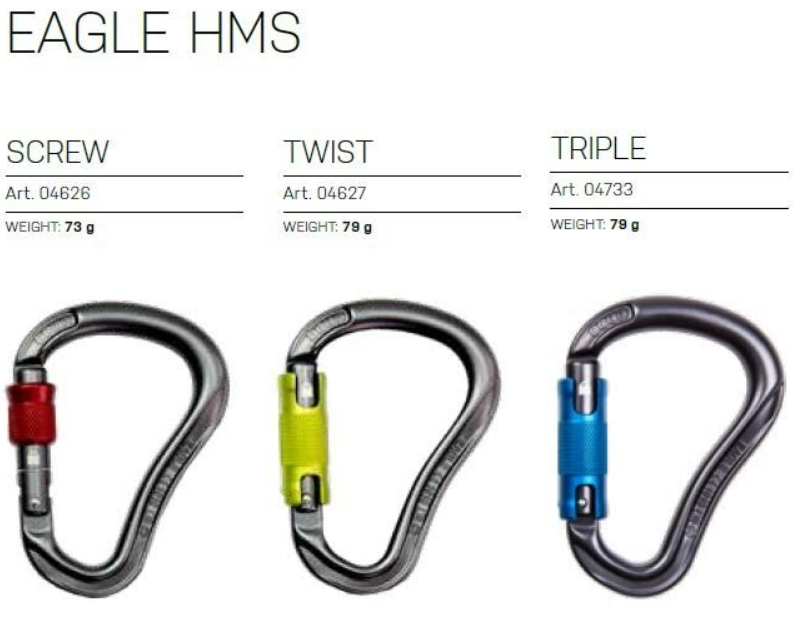 EAGLE HMS
SCREW
Art. 04626
WEIGHT: 73 g
TWIST
Art. 04627
WEIGHT: 79 g
TRIPLE
Art. 04733
WEIGHT: 79 g